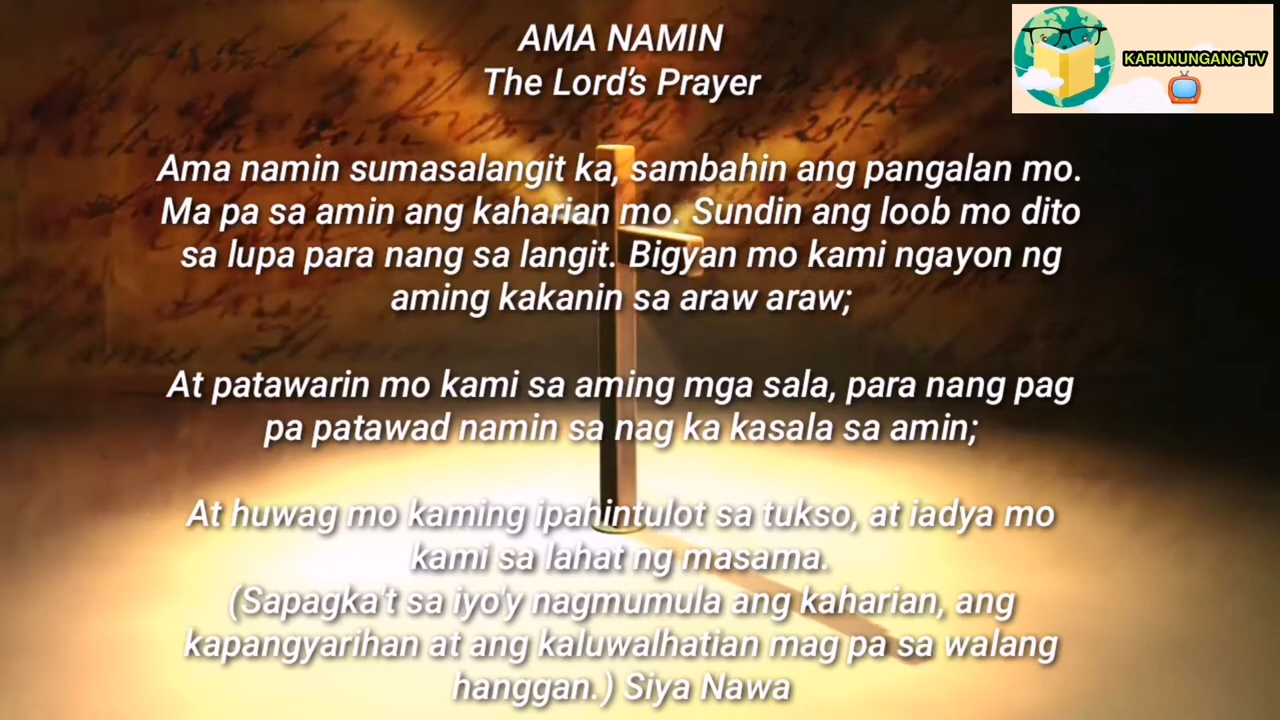 AMA NAMIN
The Lord's Prayer
KARUNUNGANG TV
Ama namin sumasalangit ka, sambahin ang pangalan mo.
Ma pa sa amin ang kaharian mo. Sundin ang loob mo dito
sa lupa para nang sa langit. Bigyan mo kami ngayon ng
aming kakanin sa araw araw;
At patawarin mo kami sa aming mga sala, para nang pag
pa patawad namin sa nag ka kasala sa amin;
At huwag mo kaming ipahintulot sa tukso, at iadya mo
kami sa lahat ng masama.
(Sapagka't sa iyo'y nagmumula ang kaharian, ang
kapangyarihan at ang kaluwalhatian mag pa sa walang
hanggan.) Siya Nawa